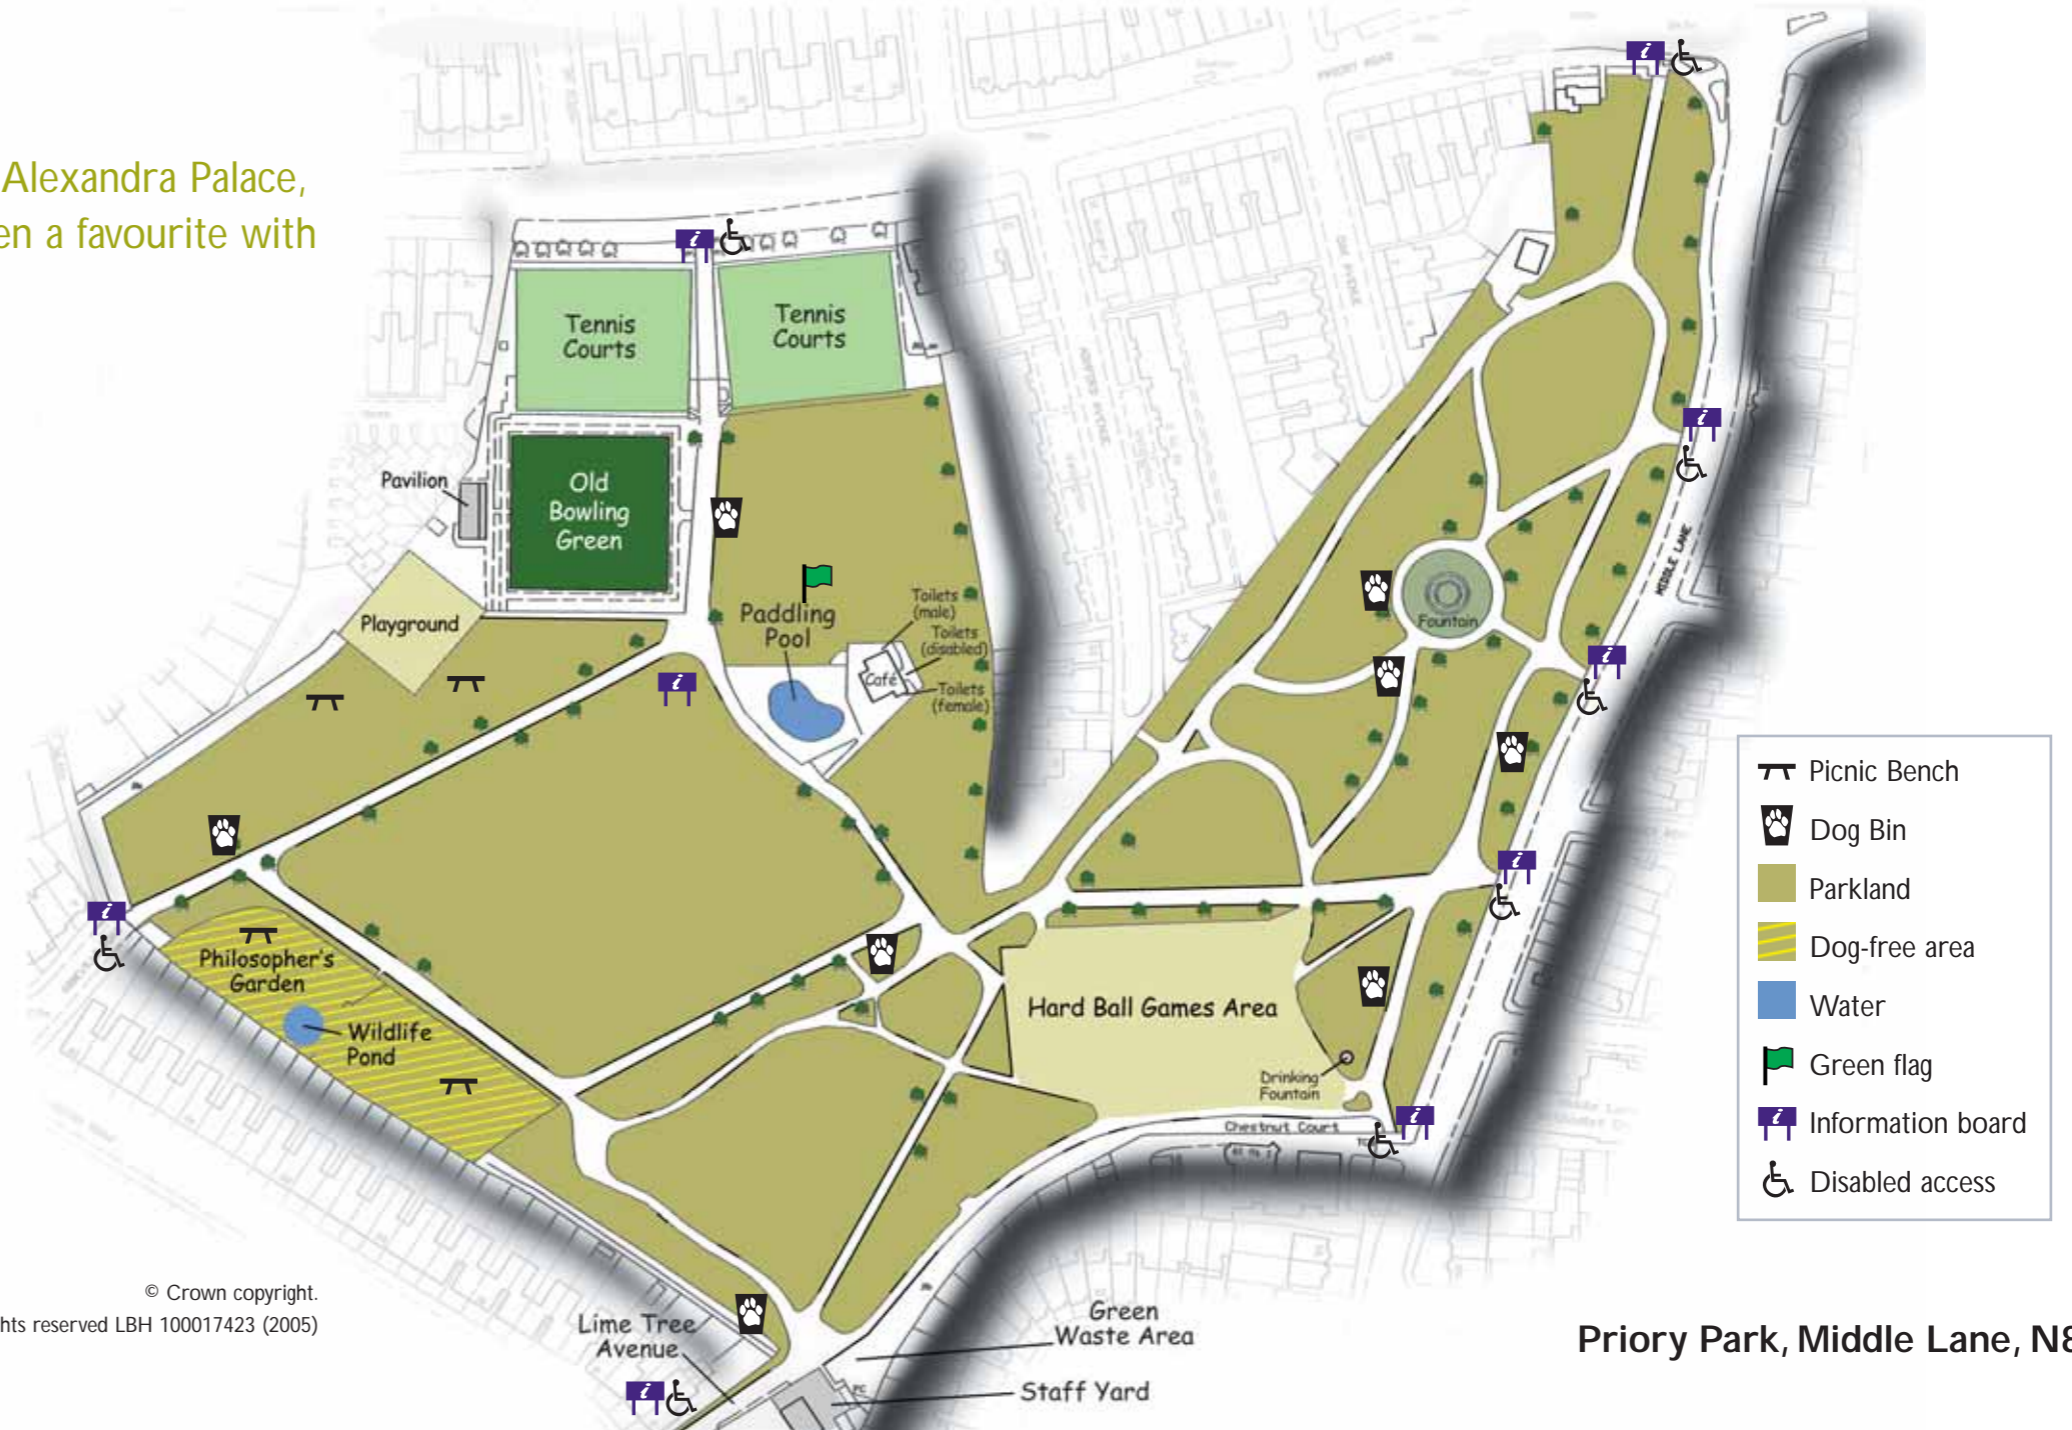 Alexandra Palace,
en a favourite with
PRIORY ROAD
Tennis
Courts
Tennis
Courts
Pavilion
Old
Bowling
Green
Playground
Paddling
Pool
Toilets
(male)
Toilets
(disabled)
Café
Toilets
(female)
Fountain
MIDDLE LANE
Philosopher's
Garden
Wildlife
Pond
Hard Ball Games Area
Drinking
Fountain
Chestnut Court
Lime Tree
Avenue
Green
Waste Area
Staff Yard
Picnic Bench
Dog Bin
Parkland
Dog-free area
Water
Green flag
Information board
Disabled access
© Crown copyright.
hts reserved LBH 100017423 (2005)
Priory Park, Middle Lane, N8